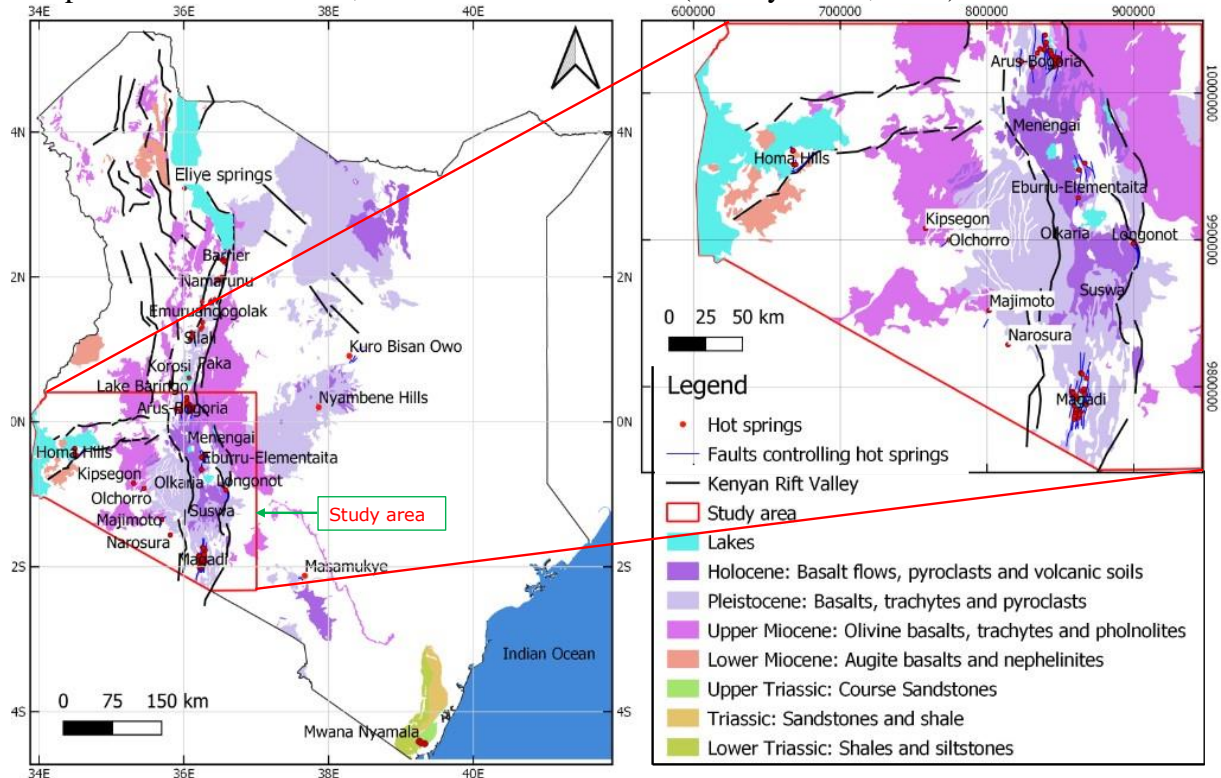 34E 36E 38E 40E
4N
2N
0N
2S
4S
Eliye springs
Barrier
Namarunu
Emuruangogolak
Silali
Kuro Bisan Owo
Korosi
Paka
Lake Baringo
Nyambene Hills
Arus-Bogoria
Menengai
Homa Hills
Eburru-Elementaita
Kipsegon
Olkaria
Longonot
Olchorro
Suswa
Study area
Majimoto
Narosura
Magadi
Masamukye
Indian Ocean
Mwana Nyamala
0 75 150 km
34E 36E 38E 40E
600000 700000 800000 900000
10000000
9900000
9800000
Arus-Bogoria
Menengai
Homa Hills
Eburru-Elementaita
Kipsegon
Olchorro
Olkaria
Longonot
Suswa
Majimoto
Narosura
Magadi
0 25 50 km
Legend
Hot springs
Faults controlling hot springs
Kenyan Rift Valley
Study area
Lakes
Holocene: Basalt flows, pyroclasts and volcanic soils
Pleistocene: Basalts, trachytes and pyroclasts
Upper Miocene: Olivine basalts, trachytes and pholnolites
Lower Miocene: Augite basalts and nephelinites
Upper Triassic: Course Sandstones
Triassic: Sandstones and shale
Lower Triassic: Shales and siltstones